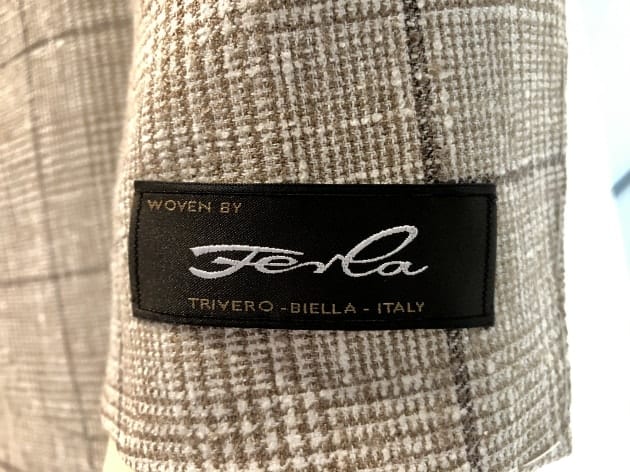 WOVEN BY
Ferla
TRIVERO - BIELLA - ITALY